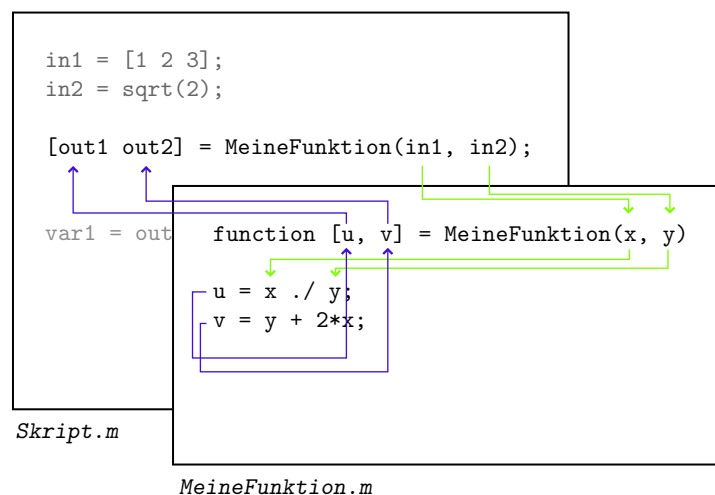 in1 = [1 2 3];
in2 = sqrt(2);
[out1 out2] = MeineFunktion(in1, in2);
var1 = out
function [u, v] = MeineFunktion(x, y)
u = x ./ y;
v = y + 2*x;
Skript.m
MeineFunktion.m